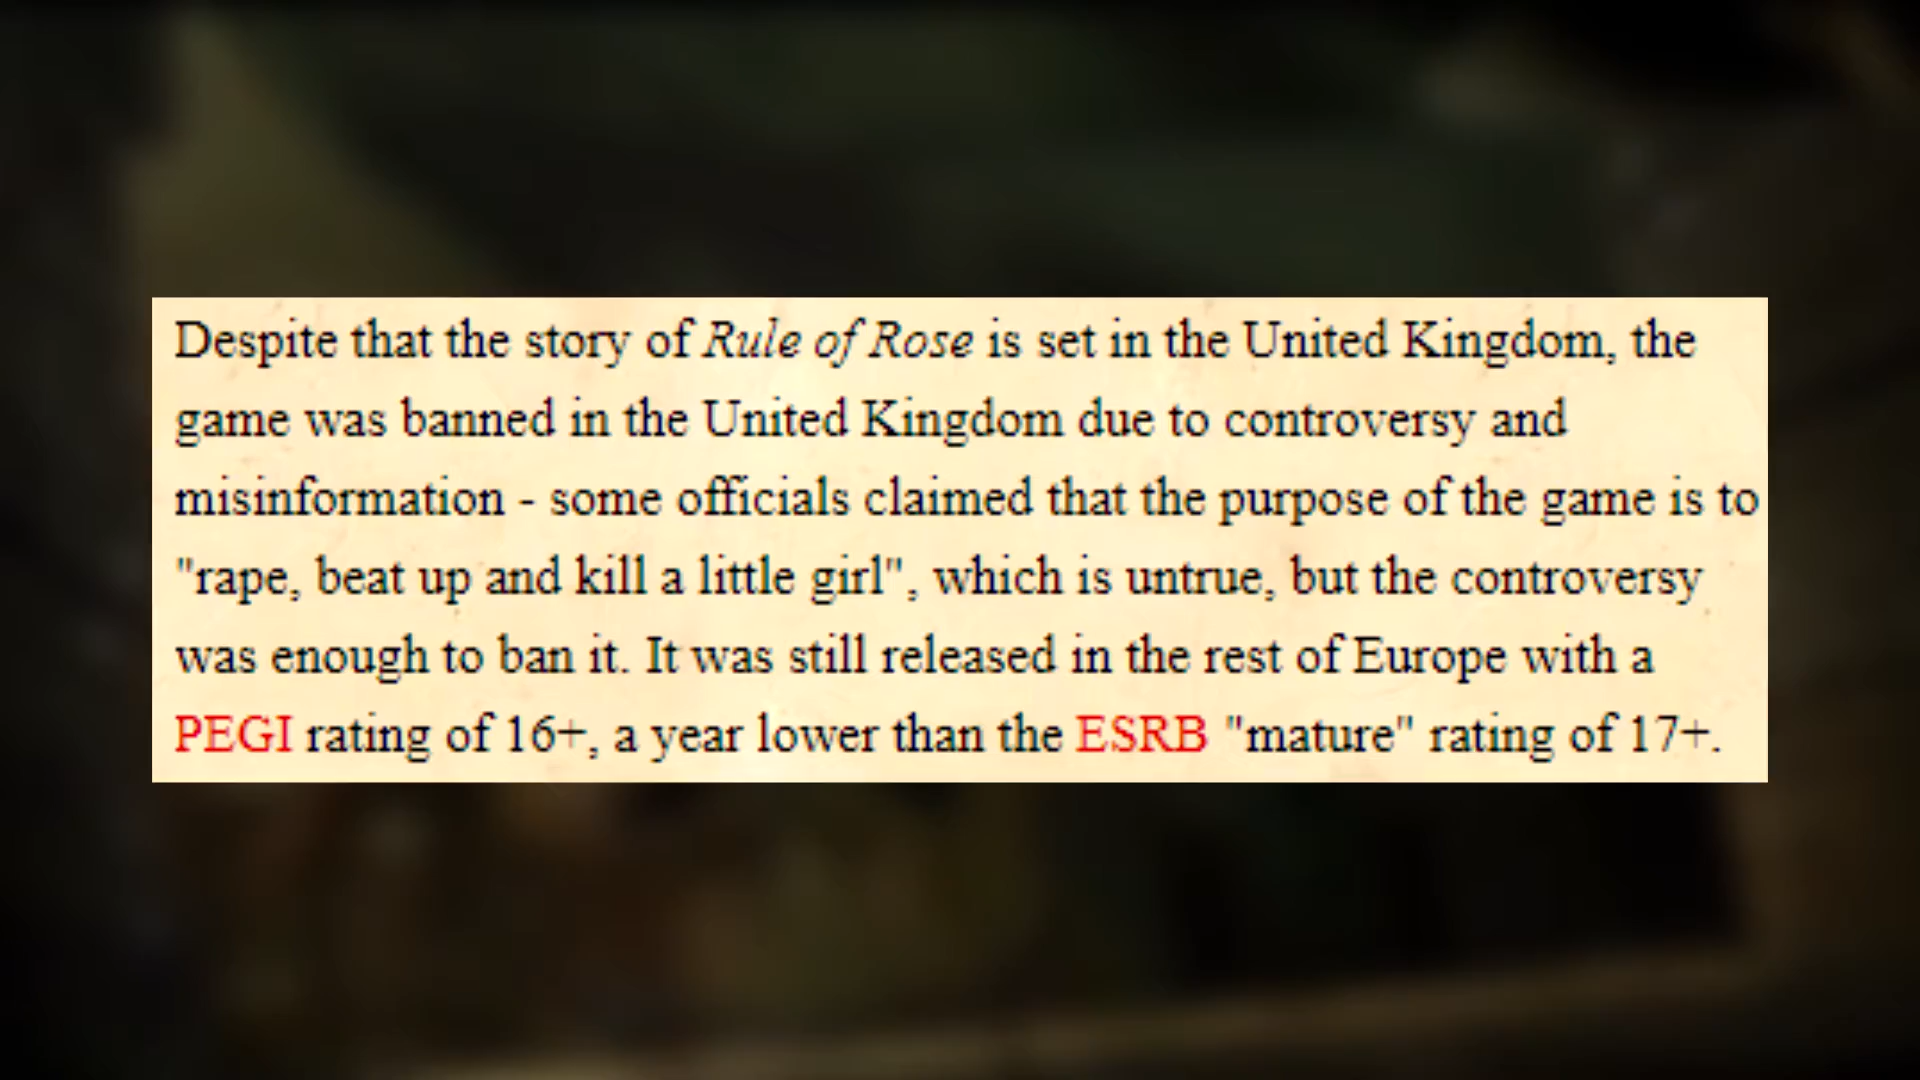 Despite that the story of Rule of Rose is set in the United Kingdom, the
game was banned in the United Kingdom due to controversy and
misinformation - some officials claimed that the purpose of the game is to
"rape, beat up and kill a little girl", which is untrue, but the controversy
was enough to ban it. It was still released in the rest of Europe with a
PEGI rating of 16+, a year lower than the ESRB "mature" rating of 17+.